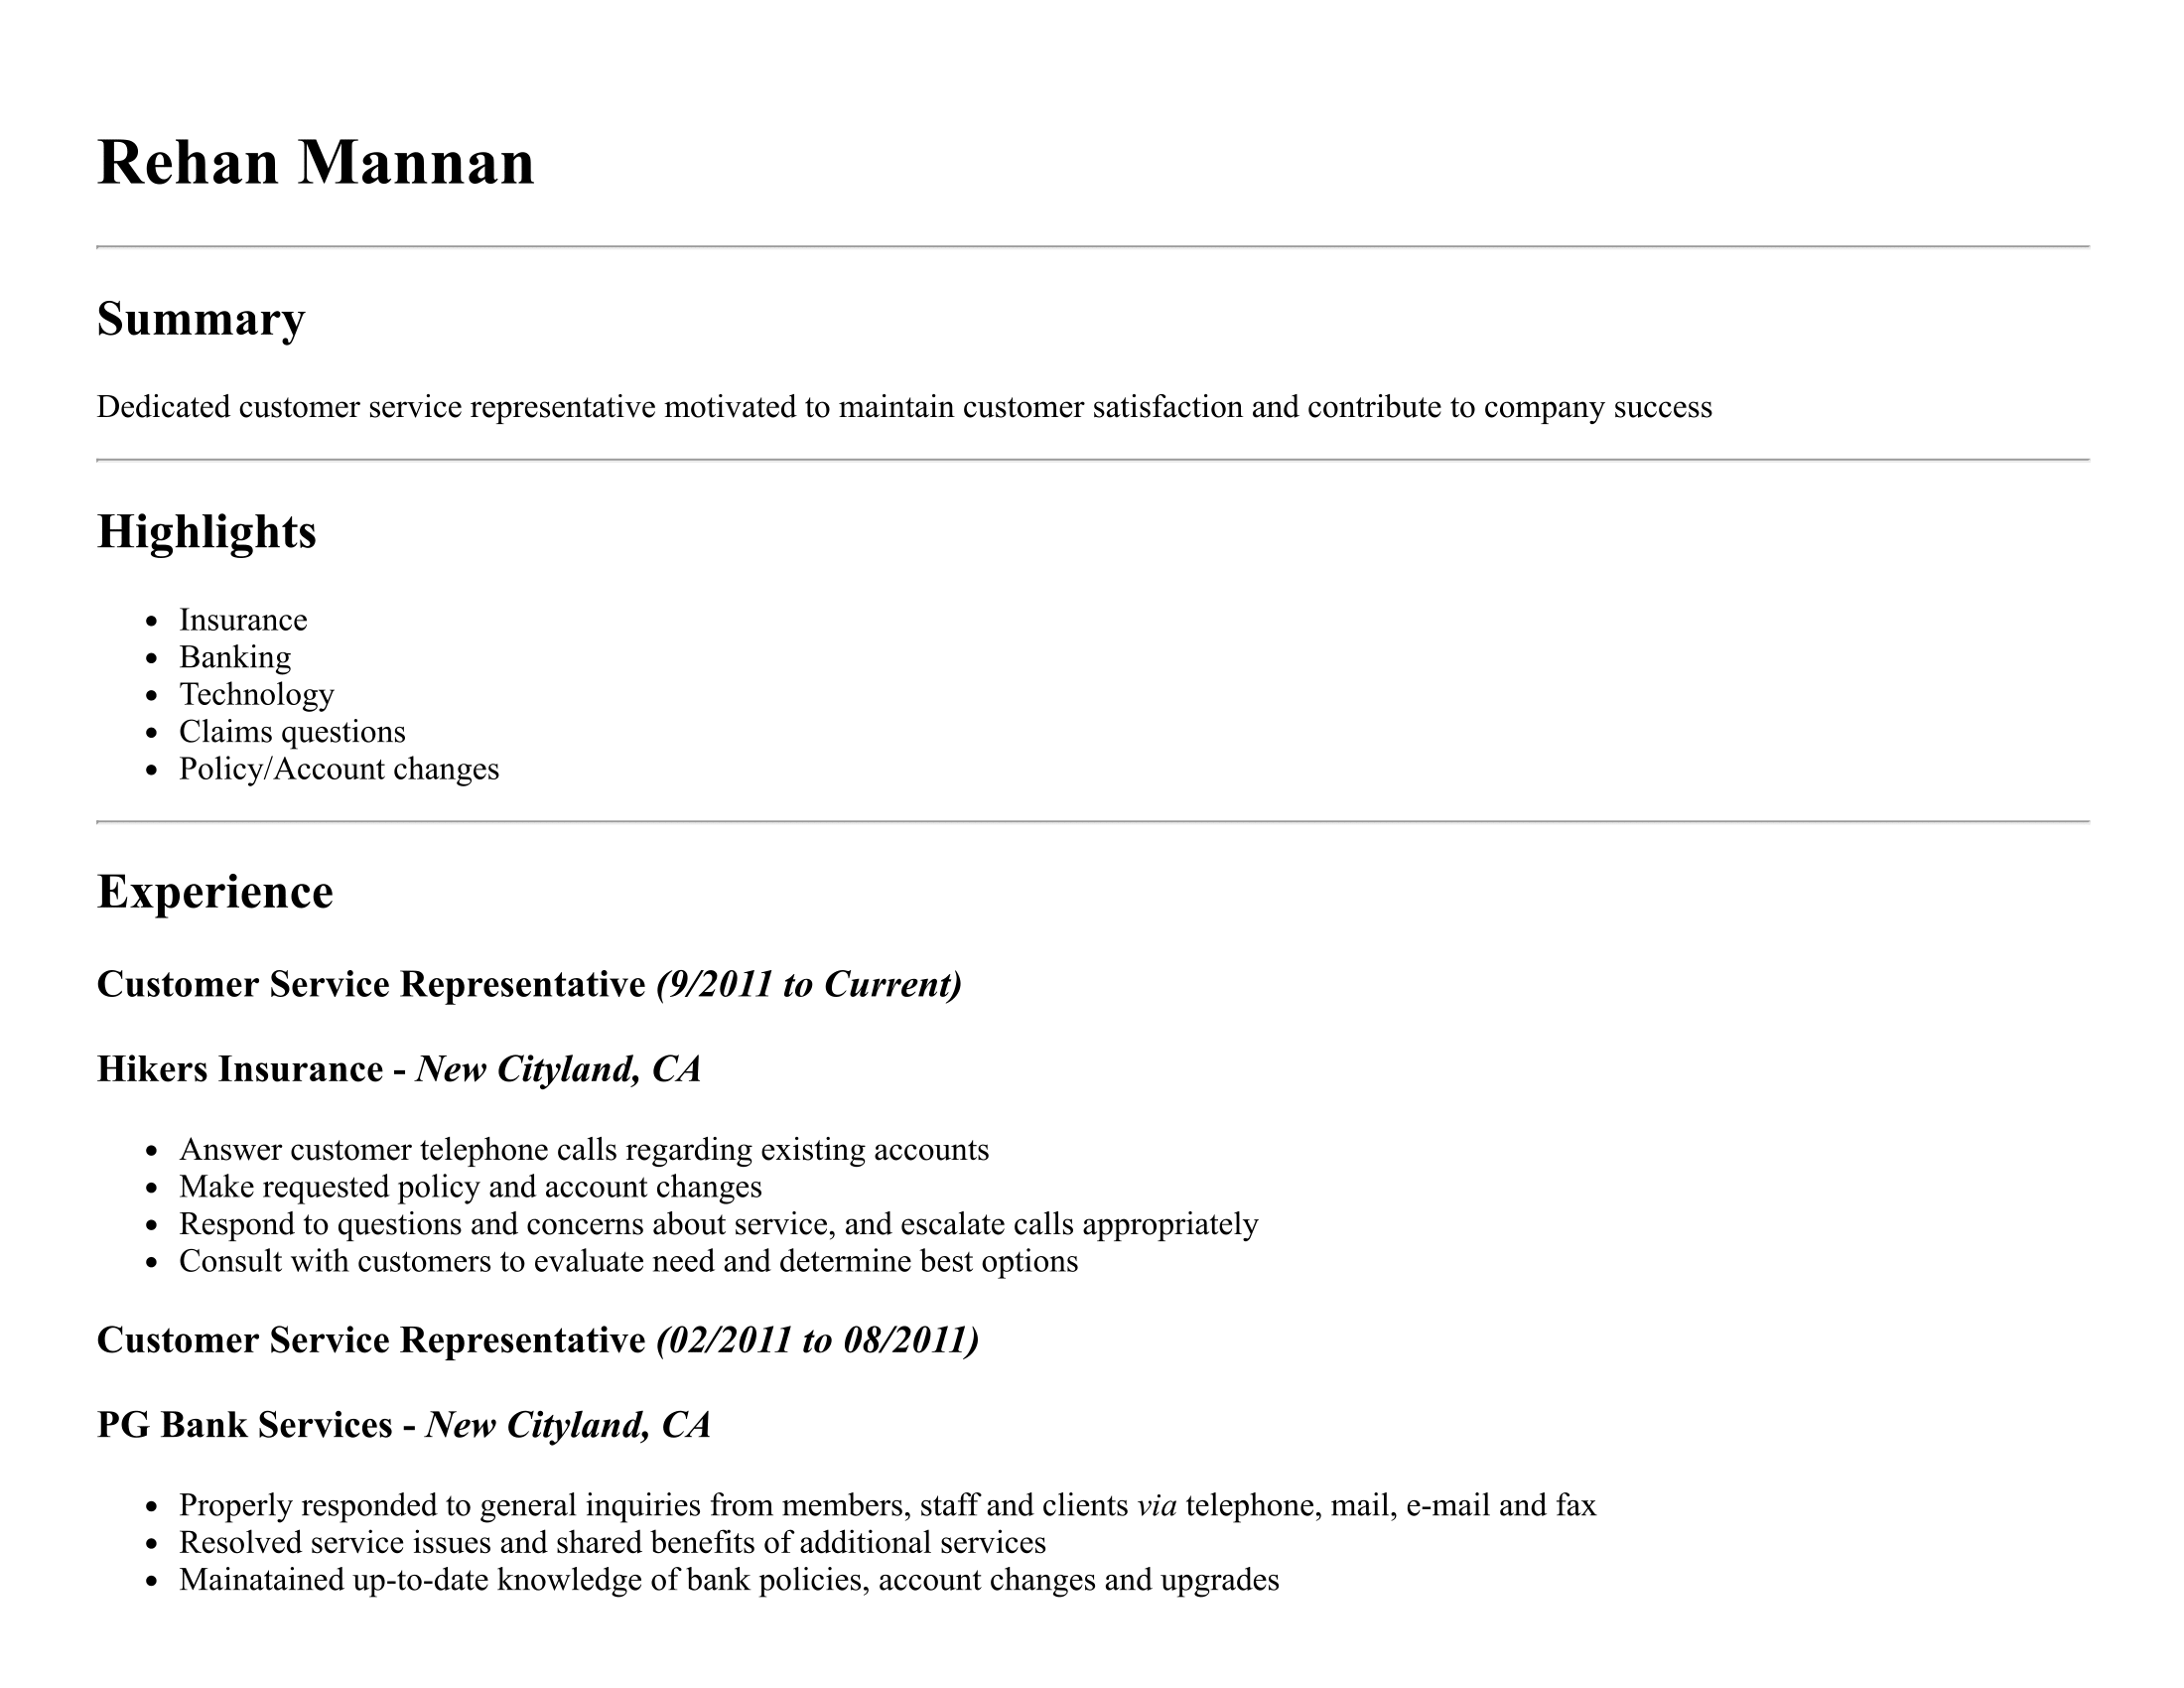 Rehan Mannan
Summary
Dedicated customer service representative motivated to maintain customer satisfaction and contribute to company success
Highlights
• Insurance
• Banking
• Technology
• Claims questions
• Policy/Account changes
Experience
Customer Service Representative (9/2011 to Current)
Hikers Insurance - New Cityland, CA
• Answer customer telephone calls regarding existing accounts
• Make requested policy and account changes
• Respond to questions and concerns about service, and escalate calls appropriately
• Consult with customers to evaluate need and determine best options
Customer Service Representative (02/2011 to 08/2011)
PG Bank Services - New Cityland, CA
• Properly responded to general inquiries from members, staff and clients via telephone, mail, e-mail and fax
• Resolved service issues and shared benefits of additional services
• Mainatained up-to-date knowledge of bank policies, account changes and upgrades